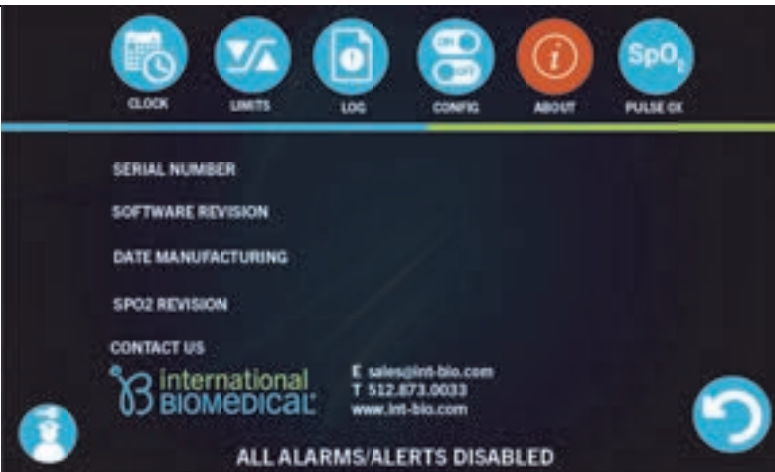 ON
OFF
i
SpO₂
CLOCK
LIMITS
LOG
CONFIG
ABOUT
PULSE OX
SERIAL NUMBER
SOFTWARE REVISION
DATE MANUFACTURING
SPO2 REVISION
CONTACT US
international
BIOMEDICAL
E sales@int-bio.com
T 512.873.0033
www.int-bio.com
ALL ALARMS/ALERTS DISABLED